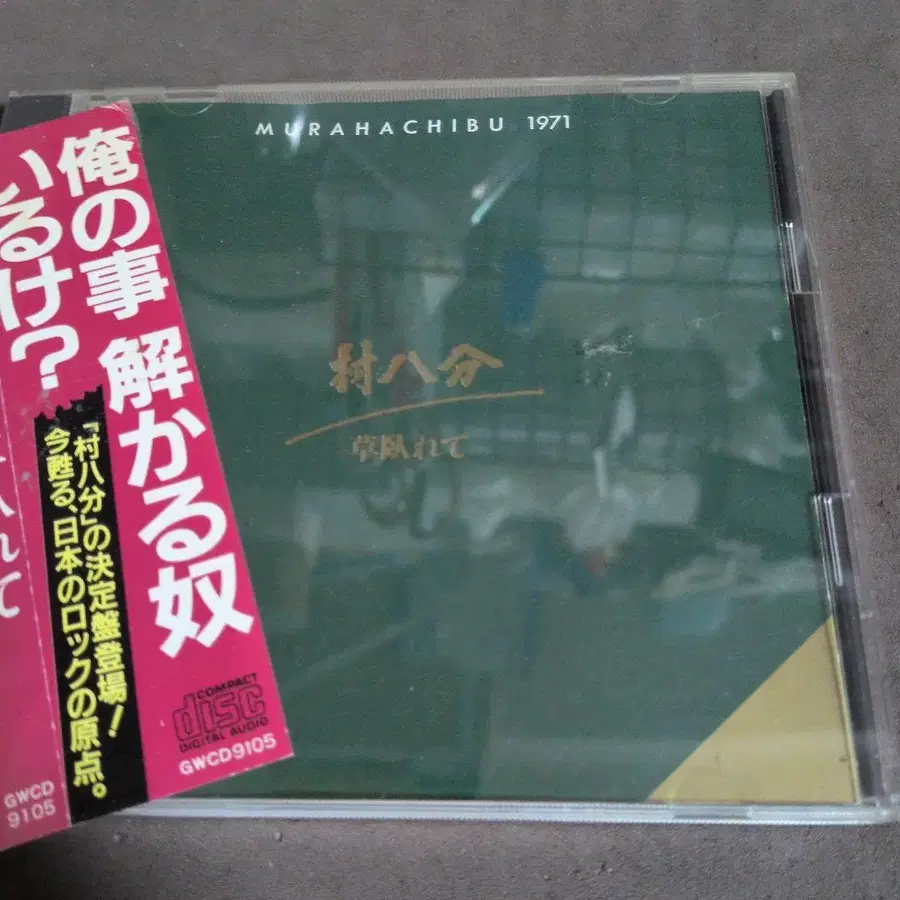 MURAHACHIBU 1971
村八分
草臥れて
俺の事 解かる奴
いるけ?
「村八分」の決定盤登場!
今甦る、日本のロックの原点。
COMPACT
disc
DIGITAL AUDIO
GWCD9105
れて
GWCD
9105